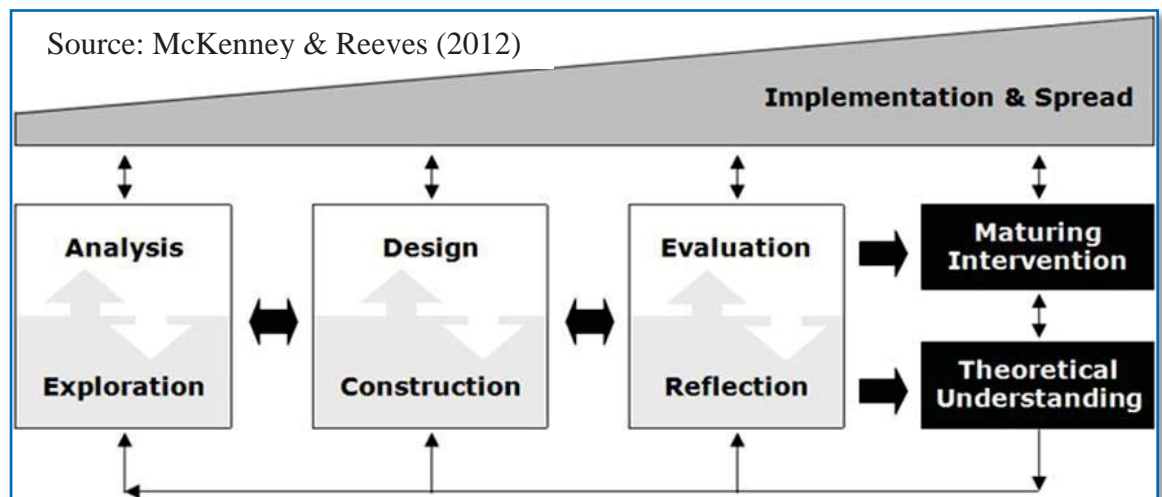 Source: McKenney & Reeves (2012)
Implementation & Spread
Analysis
Exploration
Design
Construction
Evaluation
Reflection
Maturing
Intervention
Theoretical
Understanding